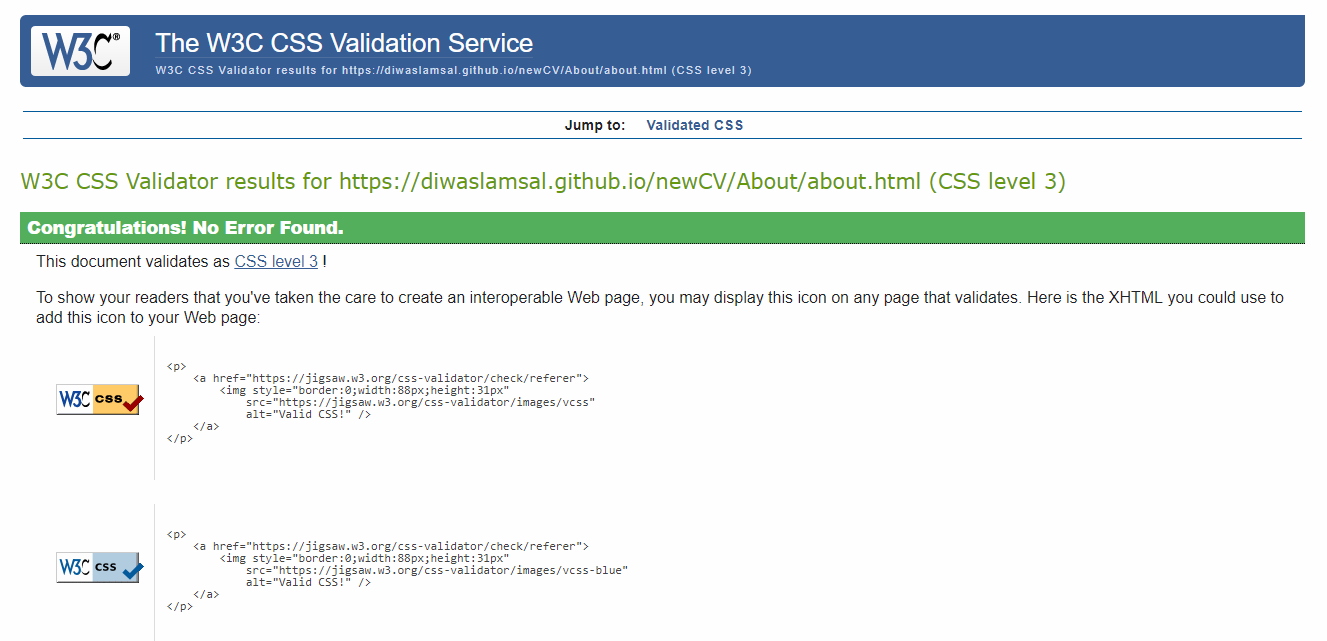 W3C®
The W3C CSS Validation Service
W3C CSS Validator results for https://diwaslamsal.github.io/newCV/About/about.html (CSS level 3)
Jump to: Validated CSS
W3C CSS Validator results for https://diwaslamsal.github.io/newCV/About/about.html (CSS level 3)
Congratulations! No Error Found.
This document validates as CSS level 3 !
To show your readers that you've taken the care to create an interoperable Web page, you may display this icon on any page that validates. Here is the XHTML you could use to
add this icon to your Web page:
W3C css
<p>
<a href="https://jigsaw.w3.org/css-validator/check/referer">
<img style="border:0;width:88px;height:31px"
src="https://jigsaw.w3.org/css-validator/images/vcss"
alt="Valid CSS!" />
</a>
</p>
W3C css
<p>
<a href="https://jigsaw.w3.org/css-validator/check/referer">
<img style="border:0;width:88px;height:31px"
src="https://jigsaw.w3.org/css-validator/images/vcss-blue"
alt="Valid CSS!" />
</a>
</p>